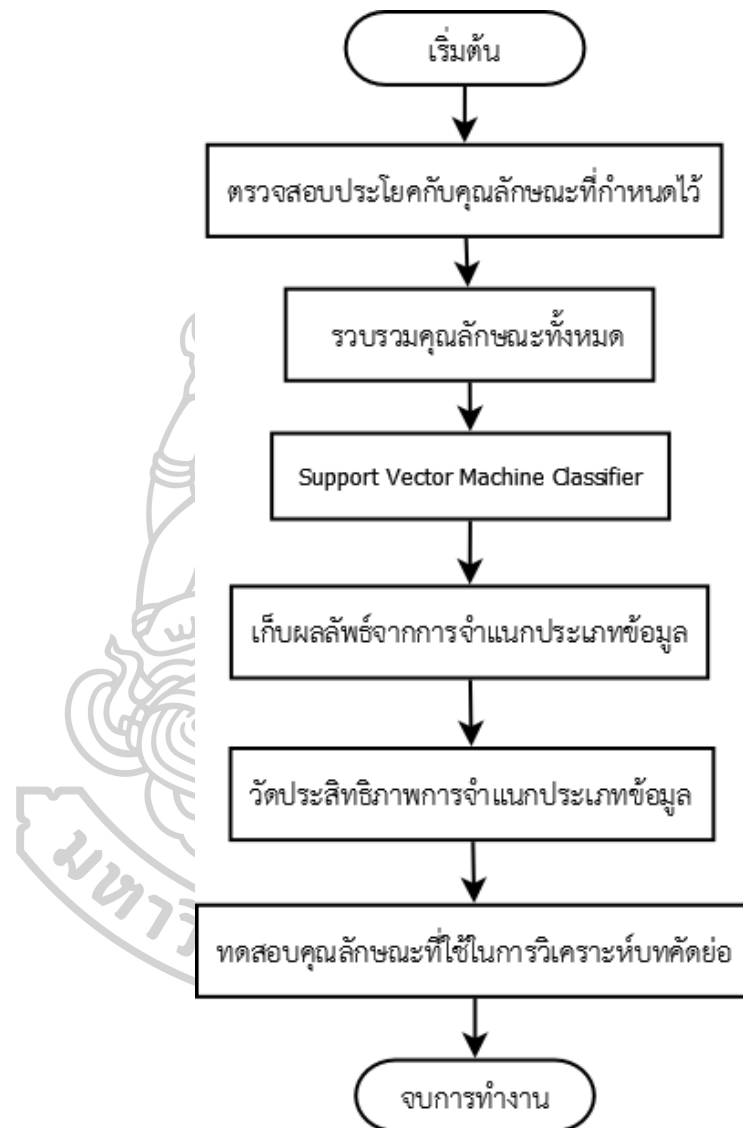 เริ่มต้น
ตรวจสอบประโยคกับคุณลักษณะที่กำหนดไว้
รวบรวมคุณลักษณะทั้งหมด
Support Vector Machine Classifier
เก็บผลลัพธ์จากการจำแนกประเภทข้อมูล
วัดประสิทธิภาพการจำแนกประเภทข้อมูล
ทดสอบคุณลักษณะที่ใช้ในการวิเคราะห์บทคัดย่อ
จบการทำงาน